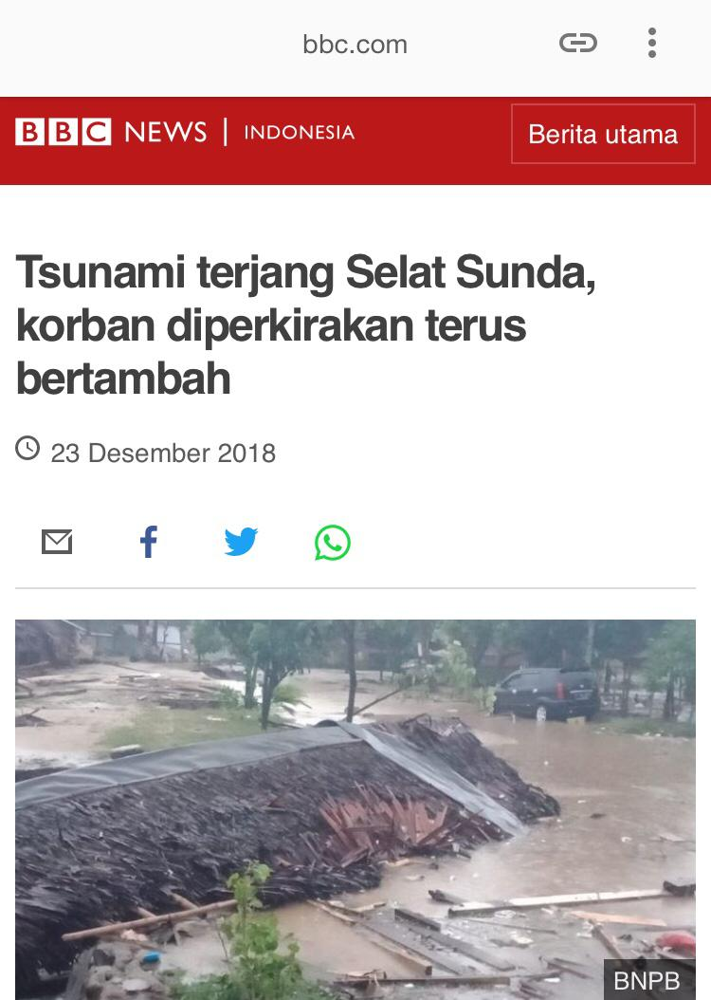 bbc.com
BBC NEWS | INDONESIA
Berita utama
Tsunami terjang Selat Sunda,
korban diperkirakan terus
bertambah
23 Desember 2018
BNPB